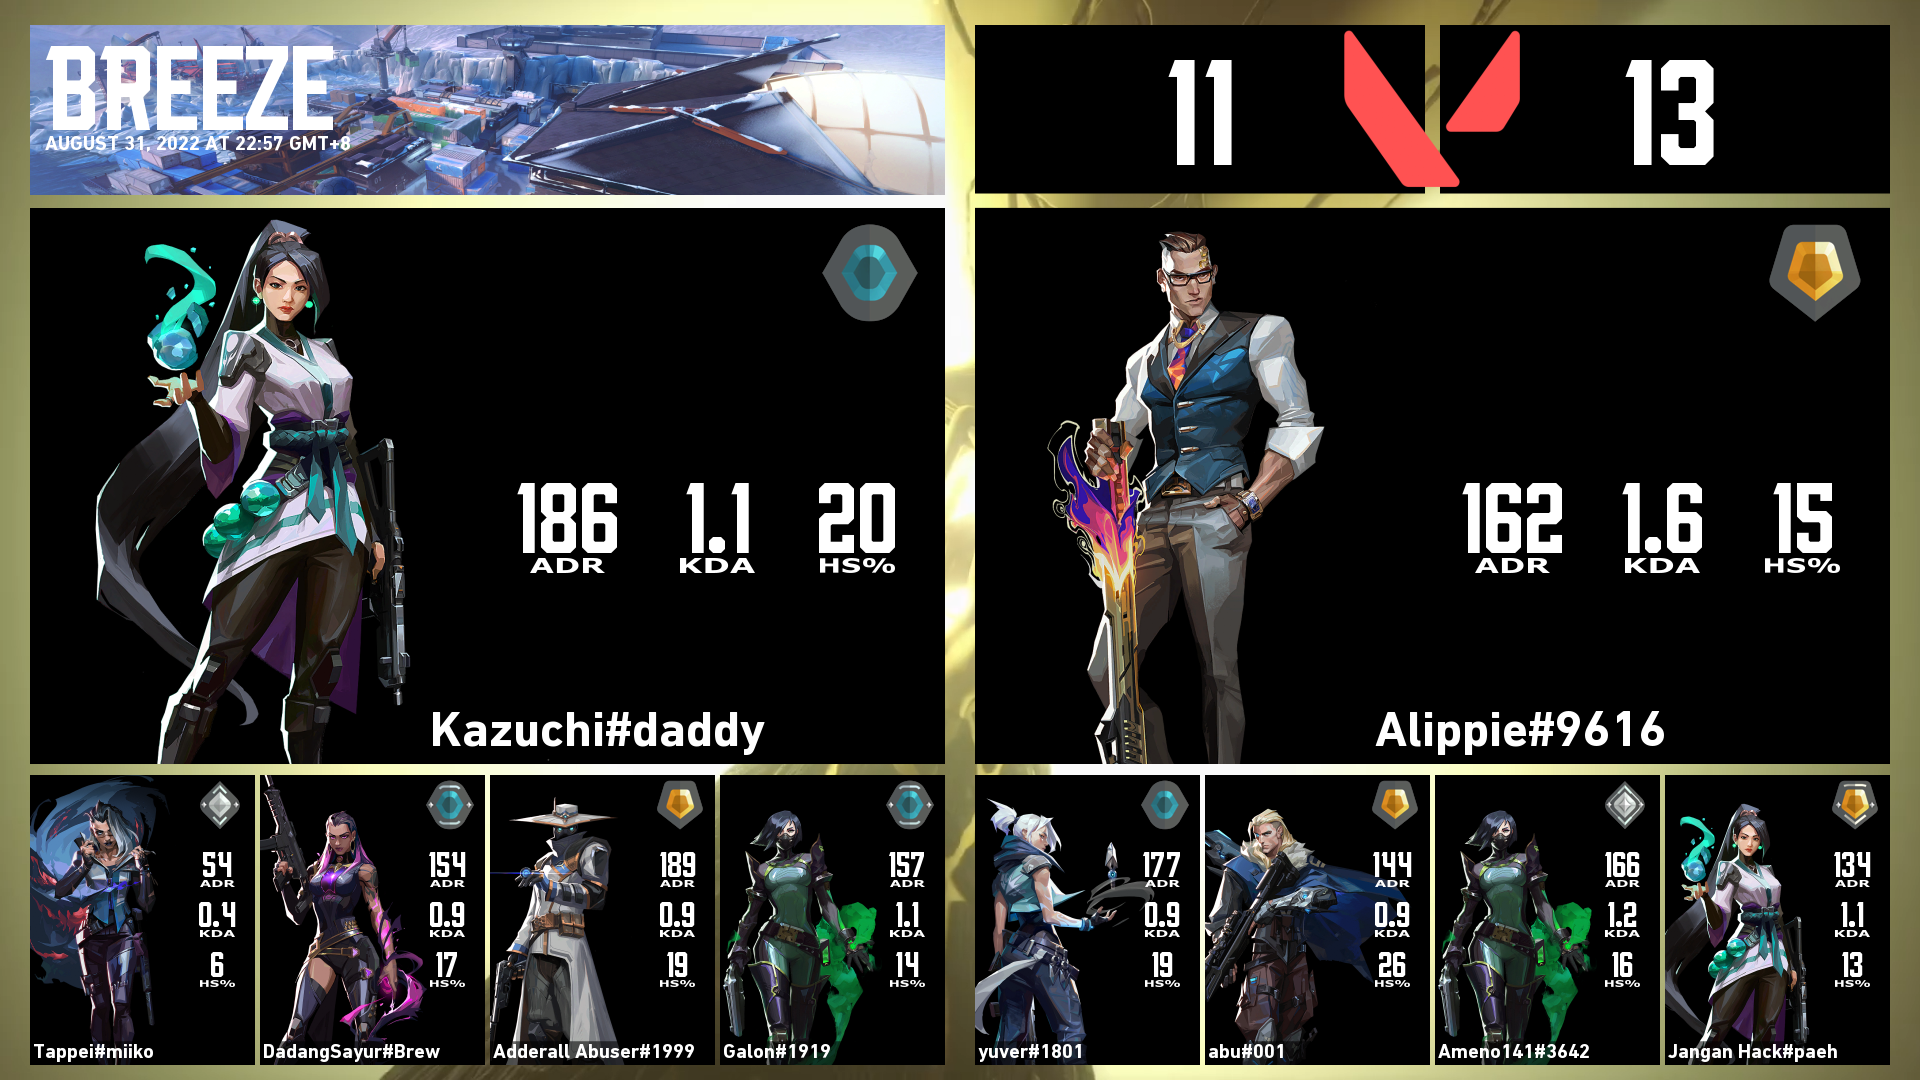 BREEZE
AUGUST 31, 2022 AT 22:57 GMT+8
11
13
186
ADR
1.1
KDA
20
HS%
Kazuchi#daddy
162
ADR
1.6
KDA
15
HS%
Alippie#9616
54
ADR
0.4
KDA
6
HS%
Tappei#miiko
154
ADR
0.9
KDA
17
HS%
DadangSayur#Brew
189
ADR
0.9
KDA
19
HS%
Adderall Abuser#1999
157
ADR
1.1
KDA
14
HS%
Galon#1919
177
ADR
0.9
KDA
19
HS%
yuver#1801
144
ADR
0.9
KDA
26
HS%
abu#001
166
ADR
1.2
KDA
16
HS%
Ameno141#3642
134
ADR
1.1
KDA
13
HS%
Jangan Hack#paeh